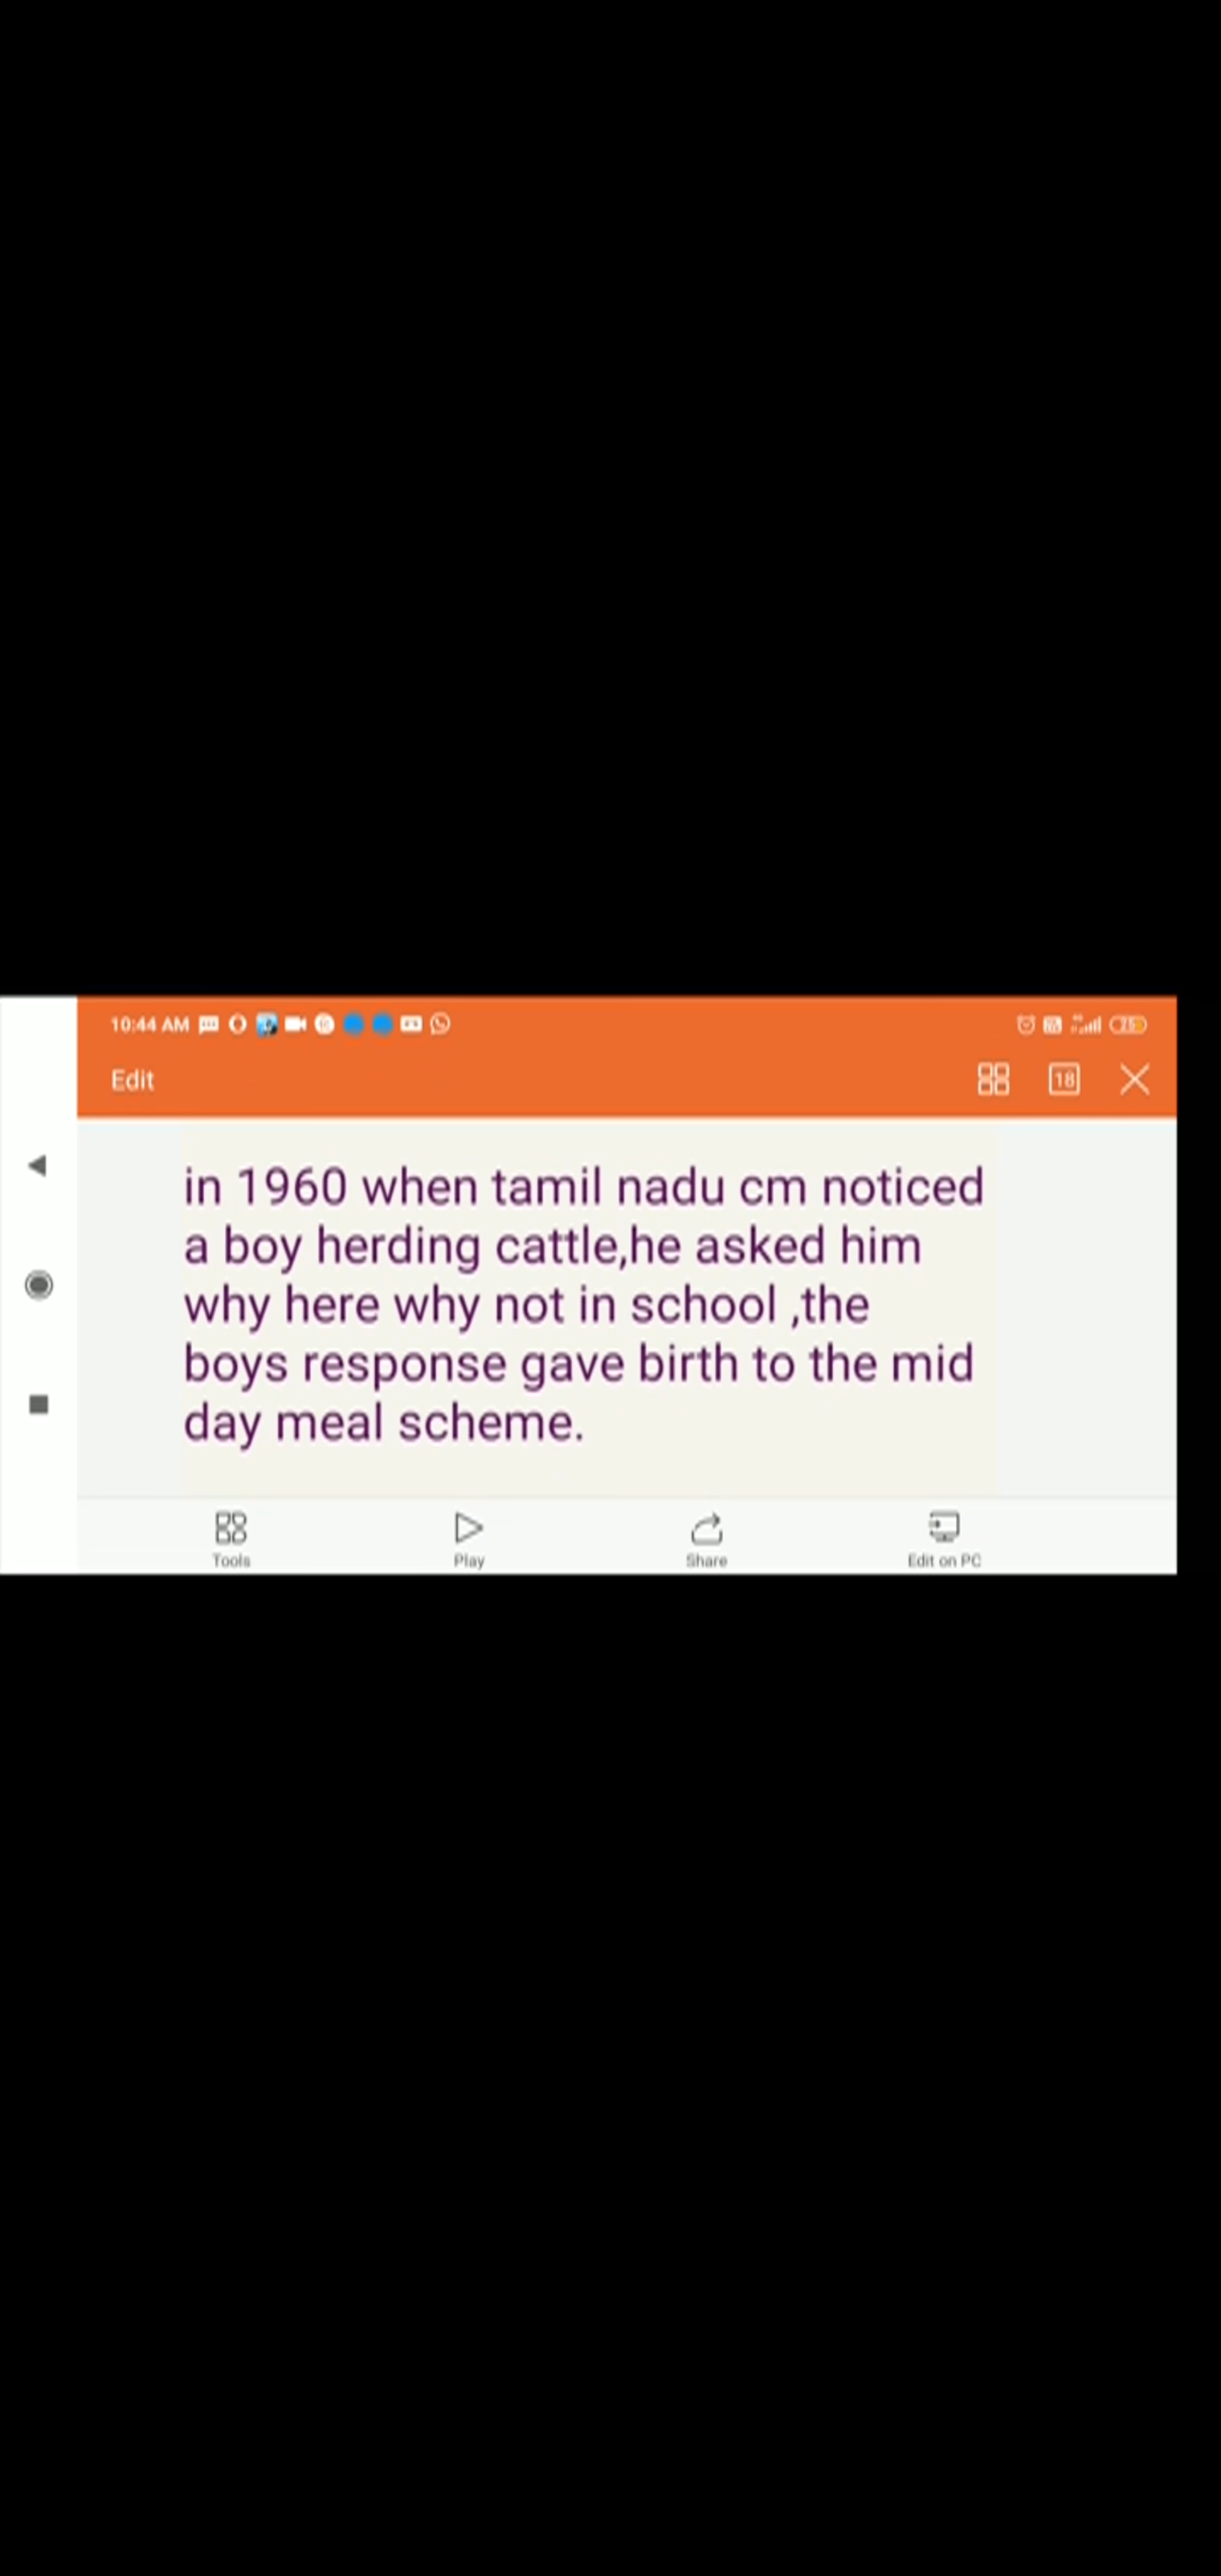 10:44 AM
Edit
18
in 1960 when tamil nadu cm noticed
a boy herding cattle,he asked him
why here why not in school ,the
boys response gave birth to the mid
day meal scheme.
Tools Play Share Edit on PC